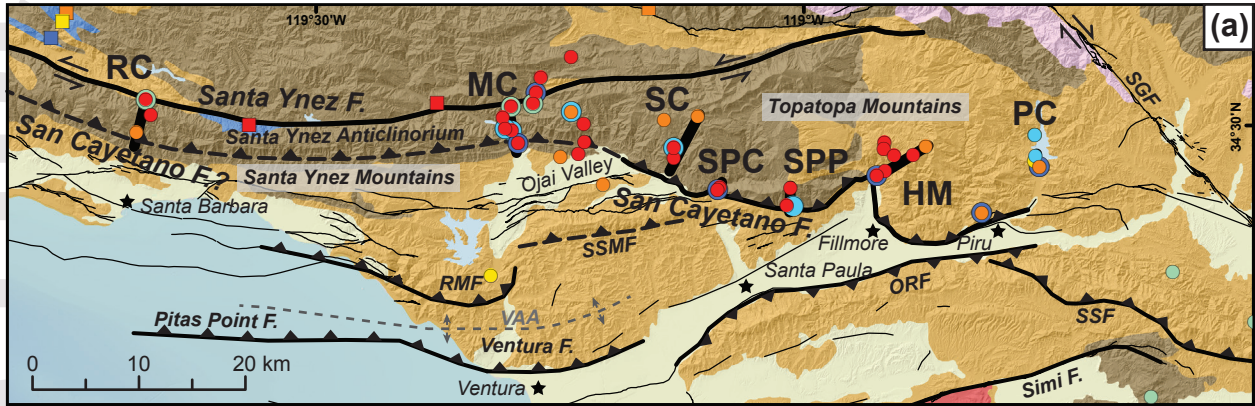 119°30'W
119°W
(a)
RC
MC
SC
Topatopa Mountains
PC
SGF
34°30'N
Santa Ynez F.
Santa Ynez Anticlinorium
San Cayetano F.?
Santa Ynez Mountains
Ojai Valley
SPC
SPP
HM
San Cayetano F.
Santa Barbara
SSMF
Fillmore
Piru
Santa Paula
RMF
ORF
SSF
VAA
Pitas Point F.
Ventura F.
Simi F.
Ventura
0 10 20 km